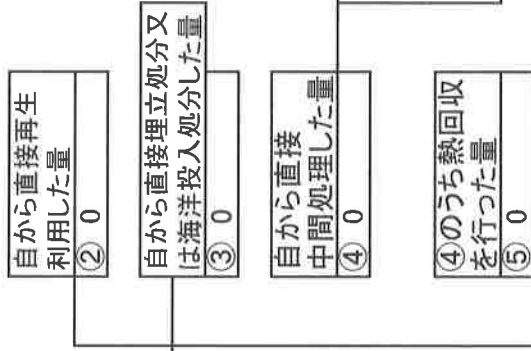 自から直接再生
利用した量
② 0
自から直接埋立処分又
は海洋投入処分した量
③ 0
自から直接
中間処理した量
④ 0
④のうち熱回収
を行った量
⑤ 0